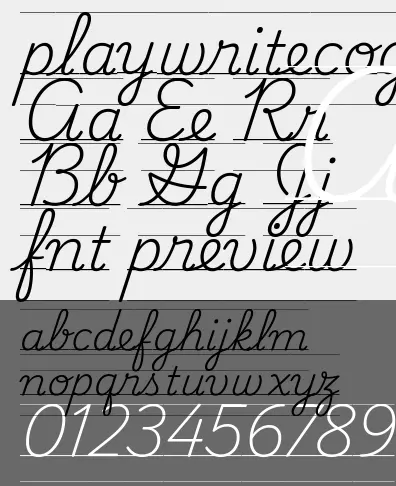 playwritecog
Aa Ee Rr
Bb Gg Jj
fnt preview
abcdefghijklm
nopqrstuvwxyz
0123456789